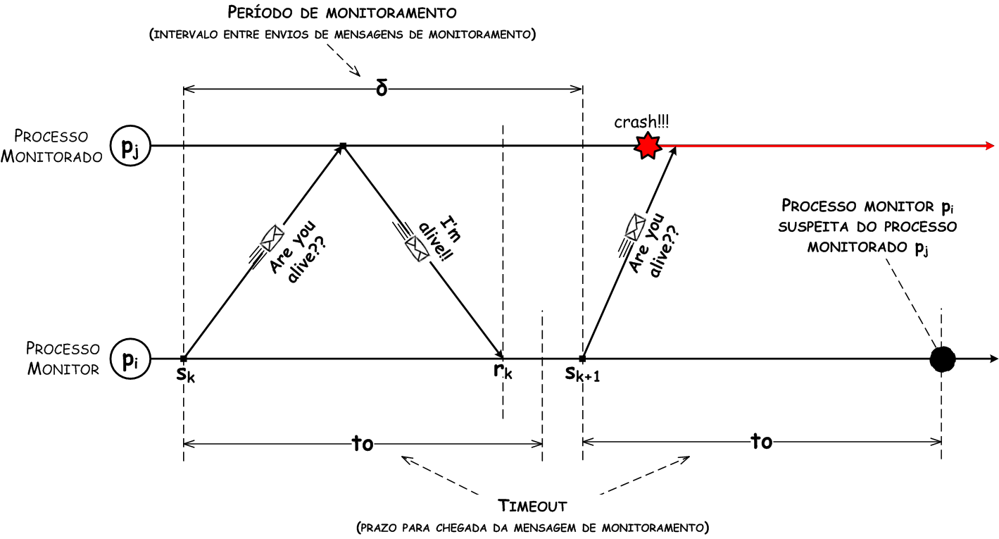 PERÍODO DE MONITORAMENTO
(INTERVALO ENTRE ENVIOS DE MENSAGENS DE MONITORAMENTO)
δ
crash!!!
PROCESSO
MONITORADO
pj
Are you
alive??
I'm
alive!!
Are you
alive??
PROCESSO MONITOR pi
SUSPEITA DO PROCESSO
MONITORADO pj
PROCESSO
MONITOR
pi
sk
rk
sk+1
to
to
TIMEOUT
(PRAZO PARA CHEGADA DA MENSAGEM DE MONITORAMENTO)